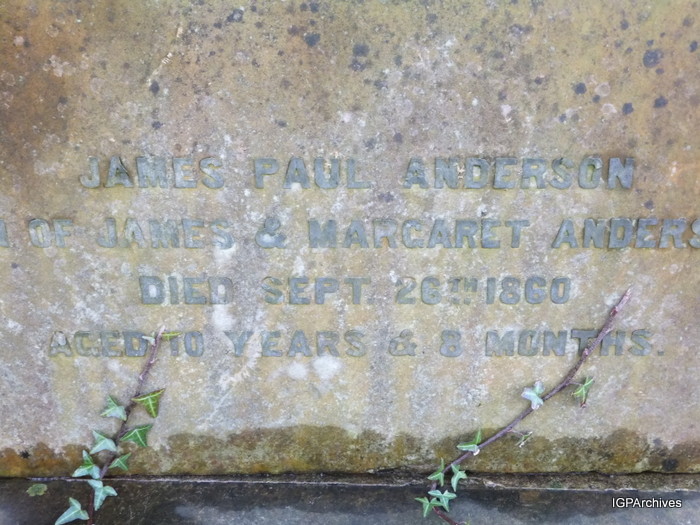 JAMES PAUL ANDERSON
N OF JAMES & MARGARET ANDERS
DIED SEPT. 26TH 1860
AGED 10 YEARS & 8 MONTHS.
IGPArchives